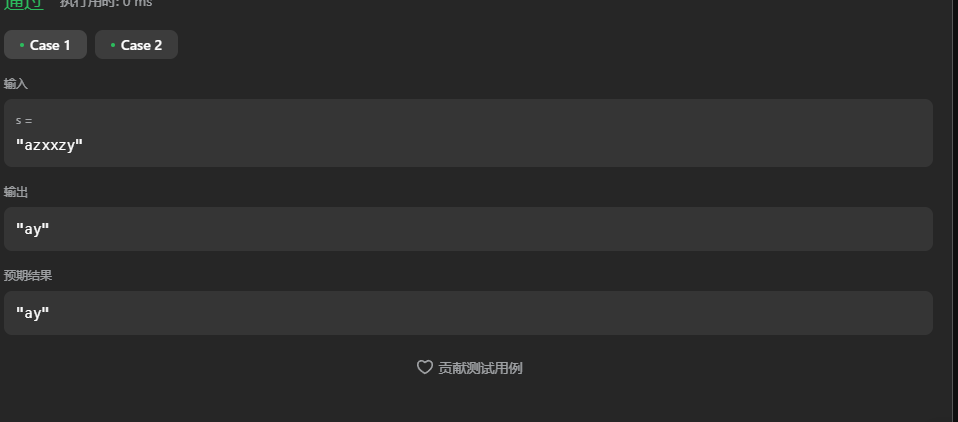 通过 执行用时: 0 ms
Case 1 Case 2
输入
s =
"azxxzy"
输出
"ay"
预期结果
"ay"
贡献测试用例